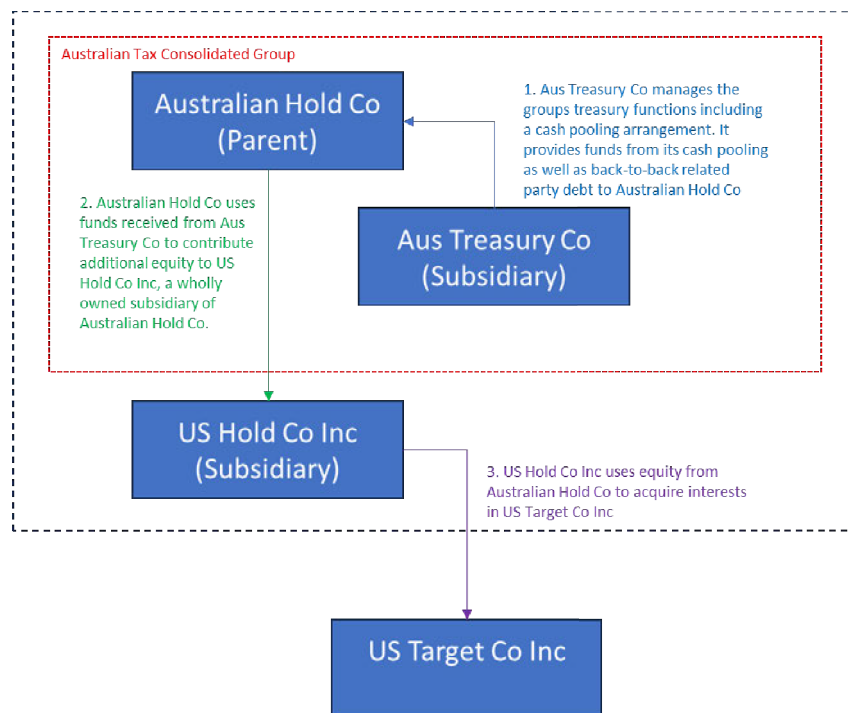 Australian Tax Consolidated Group
Australian Hold Co
(Parent)
1. Aus Treasury Co manages the
groups treasury functions including
a cash pooling arrangement. It
provides funds from its cash pooling
as well as back-to-back related
party debt to Australian Hold Co
2. Australian Hold Co uses
funds received from Aus
Treasury Co to contribute
additional equity to US
Hold Co Inc, a wholly
owned subsidiary of
Australian Hold Co.
Aus Treasury Co
(Subsidiary)
US Hold Co Inc
(Subsidiary)
3. US Hold Co Inc uses equity from
Australian Hold Co to acquire interests
in US Target Co Inc
US Target Co Inc